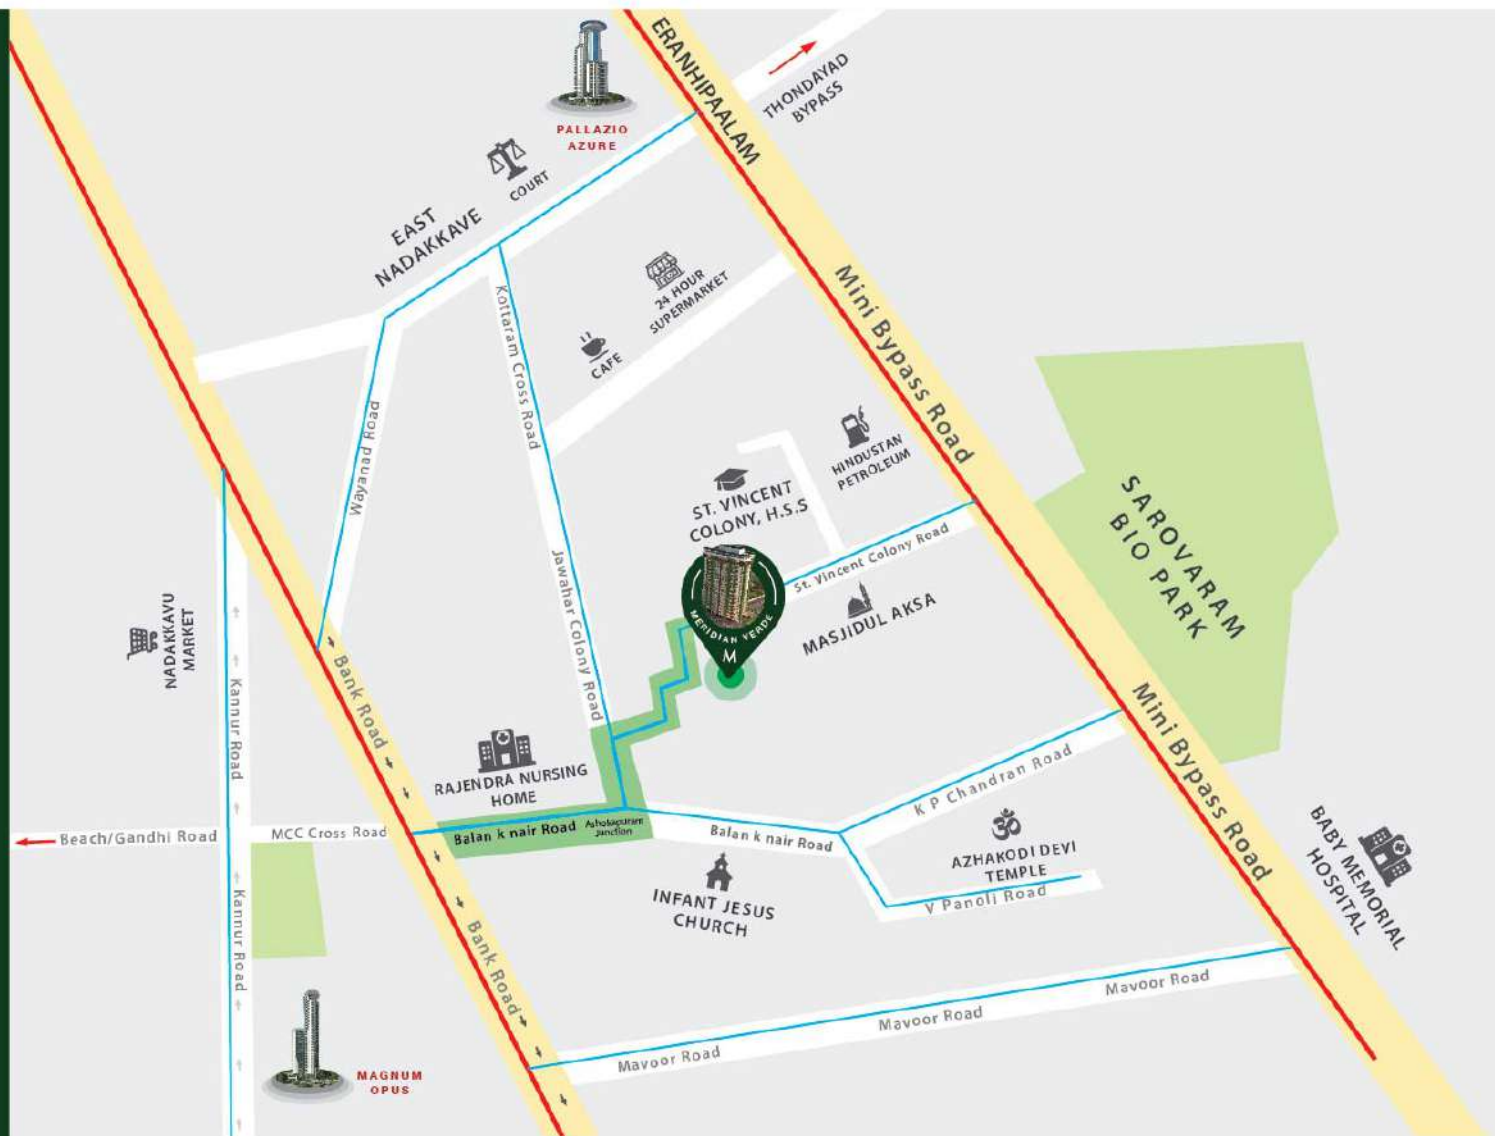 ERANHIPAALAM
THONDAYAD
BYPASS
PALLAZIO
AZURE
COURT
EAST
NADAKKAVE
24 HOUR
SUPERMARKET
CAFE
Kottaram Cross Road
Mini Bypass Road
Wayanad Road
HINDUSTAN
PETROLEUM
ST. VINCENT
COLONY, H.S.S
St. Vincent Colony Road
SAROVARAM
BIO PARK
Jawahar Colony Road
MERIDIAN VERDE
M
MASJIDUL AKSA
NADAKKAVU
MARKET
Kannur Road
Bank Road
Mini Bypass Road
RAJENDRA NURSING
HOME
K P Chandran Road
Beach/Gandhi Road
MCC Cross Road
Balan k nair Road
Ashokapuram
Junction
Balan k nair Road
AZHAKODI DEVI
TEMPLE
V Panoli Road
BABY MEMORIAL
HOSPITAL
INFANT JESUS
CHURCH
Kannur Road
Bank Road
Mavoor Road
Mavoor Road
Mavoor Road
MAGNUM
OPUS
ॐ